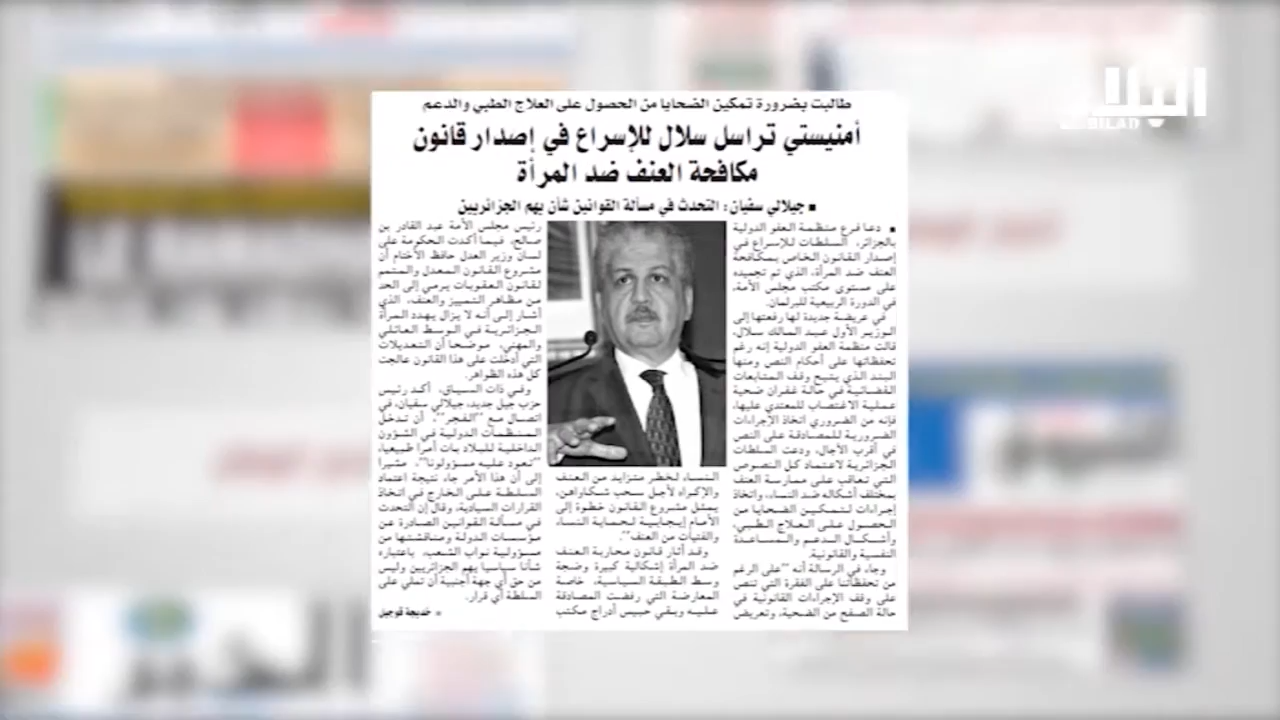 البلاد
BILAD
طالبت بضرورة تمكين الضحايا من الحصول على العلاج الطبي والدعم
أمنيستي تراسل سلال للإسراع في إصدار قانون
مكافحة العنف ضد المرأة
■ جيلالي سفيان: التحدث في مسألة القوانين شأن يهم الجزائريين
■ دعا فرع منظمة العفو الدولية
بالجزائر، السلطات للإسراع في
إصدار القانون الخاص بمكافحة
العنف ضد المرأة، الذي تم تجميده
على مستوى مكتب مجلس الأمة،
في الدورة الربيعية للبرلمان.
في عريضة جديدة لها رفعتها إلى
الوزير الأول عبد المالك سلال،
قالت منظمة العفو الدولية إنه رغم
تحفظاتها على أحكام النص ومنها
البند الذي يتيح وقف المتابعات
القضائية في حالة غفران ضحية
عملية الاغتصاب للمعتدي عليها،
فإنه من الضروري اتخاذ الإجراءات
الضرورية للمصادقة على النص
في أقرب الآجال، ودعت السلطات
الجزائرية لاعتماد كل النصوص
التي تعاقب على ممارسة العنف
بمختلف أشكاله ضد النساء، واتخاذ
إجراءات لتمكين الضحايا من
الحصول على العلاج الطبي،
وأشكال الدعم والمساعدة
النفسية والقانونية.
وجاء في الرسالة أنه "على الرغم
من تحفظاتنا على الفقرة التي تنص
على وقف الإجراءات القانونية في
حالة الصفح من الضحية، وتعريض
النساء لخطر متزايد من العنف
والإكراه لأجل سحب شكاواهن،
يمثل مشروع القانون خطوة إلى
الأمام إيجابية لحماية النساء
والفتيات من العنف".
وقد أثار قانون محاربة العنف
ضد المرأة إشكالية كبيرة وضجة
وسط الطبقة السياسية، خاصة
المعارضة التي رفضت المصادقة
عليه وبقي حبيس أدراج مكتب
رئيس مجلس الأمة عبد القادر بن
صالح، فيما أكدت الحكومة على
لسان وزير العدل حافظ الأختام أن
مشروع القانون المعدل والمتمم
لقانون العقوبات يرمي إلى الحد
من مظاهر التمييز والعنف، الذي
أشار إلى أنه لا يزال يهدد المرأة
الجزائرية في الوسط العائلي
والمهني، موضحا أن التعديلات
التي أدخلت على هذا القانون عالجت
كل هذه الظواهر.
وفي ذات السياق، أكد رئيس
حزب جيل جديد، جيلالي سفيان، في
اتصال مع "الفجر"، أن تدخل
المنظمات الدولية في الشؤون
الداخلية للبلاد بات أمرا طبيعيا،
"تعود عليه مسؤولونا"، مشيرا
إلى أن هذا الأمر جاء نتيجة اعتماد
السلطة على الخارج في اتخاذ
القرارات السيادية، وقال إن التحدث
في مسألة القوانين الصادرة عن
مؤسسات الدولة ومناقشتها من
مسؤولية نواب الشعب، باعتباره
شأنا سياسيا يهم الجزائريين وليس
من حق أي جهة أجنبية أن تملي على
السلطة أي قرار.
■ خديجة قوجيل